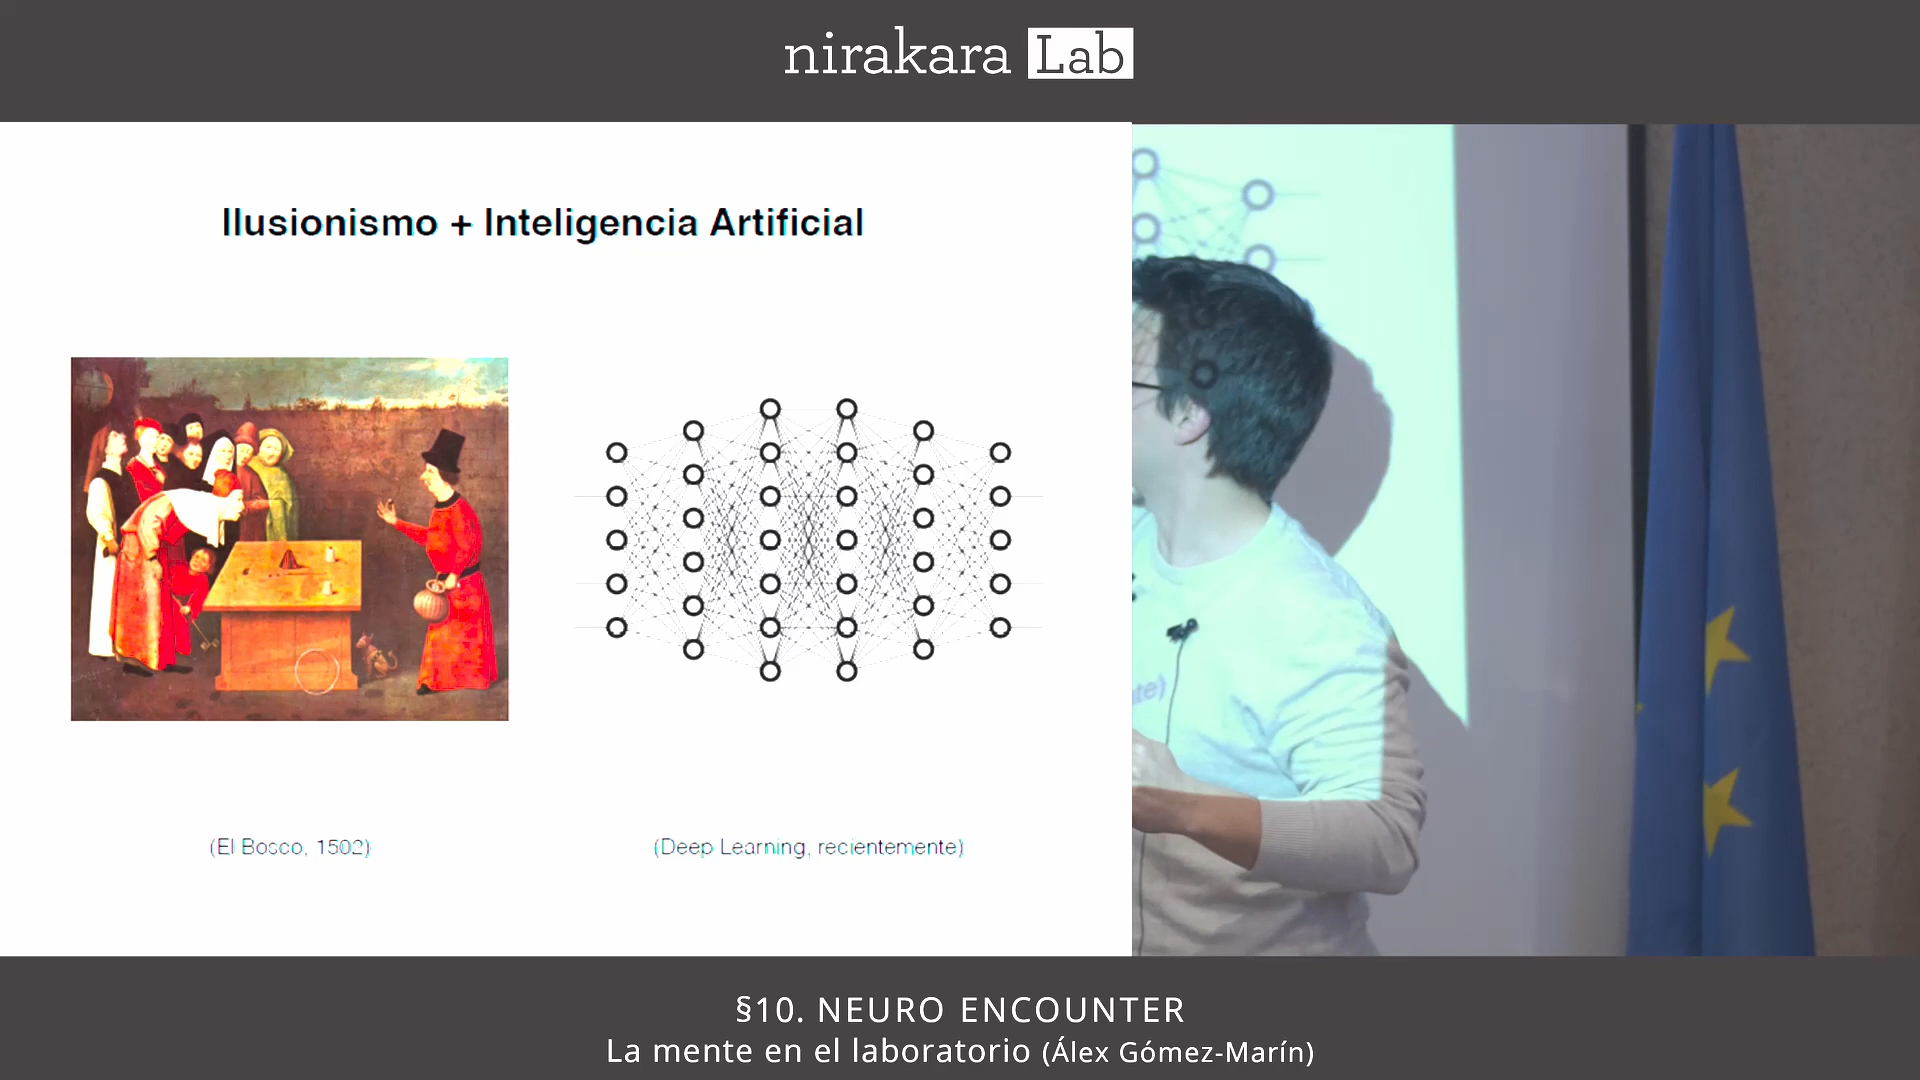 nirakara Lab
Ilusionismo + Inteligencia Artificial
(El Bosco, 1502)
(Deep Learning, recientemente)
§10. NEURO ENCOUNTER
La mente en el laboratorio (Álex Gómez-Marín)